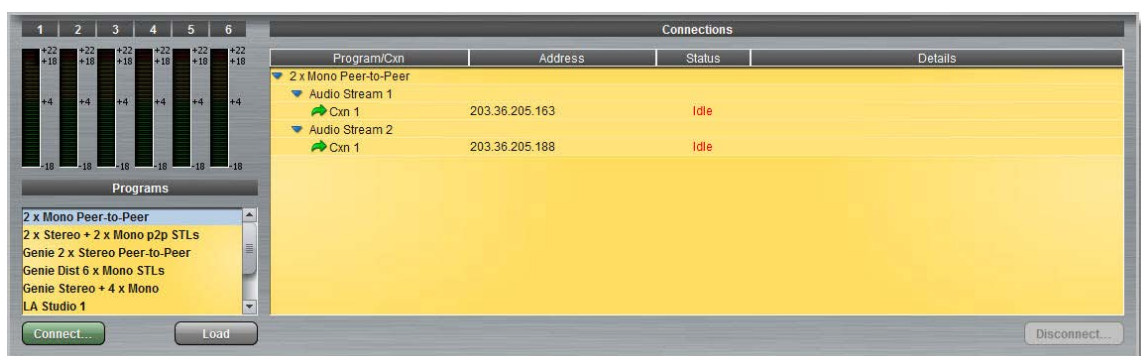 1 2 3 4 5 6
+22 +22 +22 +22 +22 +22
+18 +18 +18 +18 +18 +18
+4 +4 +4 +4 +4 +4
-18 -18 -18 -18 -18 -18
Programs
2 x Mono Peer-to-Peer
2 x Stereo + 2 x Mono p2p STLs
Genie 2 x Stereo Peer-to-Peer
Genie Dist 6 x Mono STLs
Genie Stereo + 4 x Mono
LA Studio 1
Connect... Load
Connections
Program/Cxn Address Status Details
2 x Mono Peer-to-Peer
Audio Stream 1
Cxn 1 203.36.205.163 Idle
Audio Stream 2
Cxn 1 203.36.205.188 Idle
Disconnect...